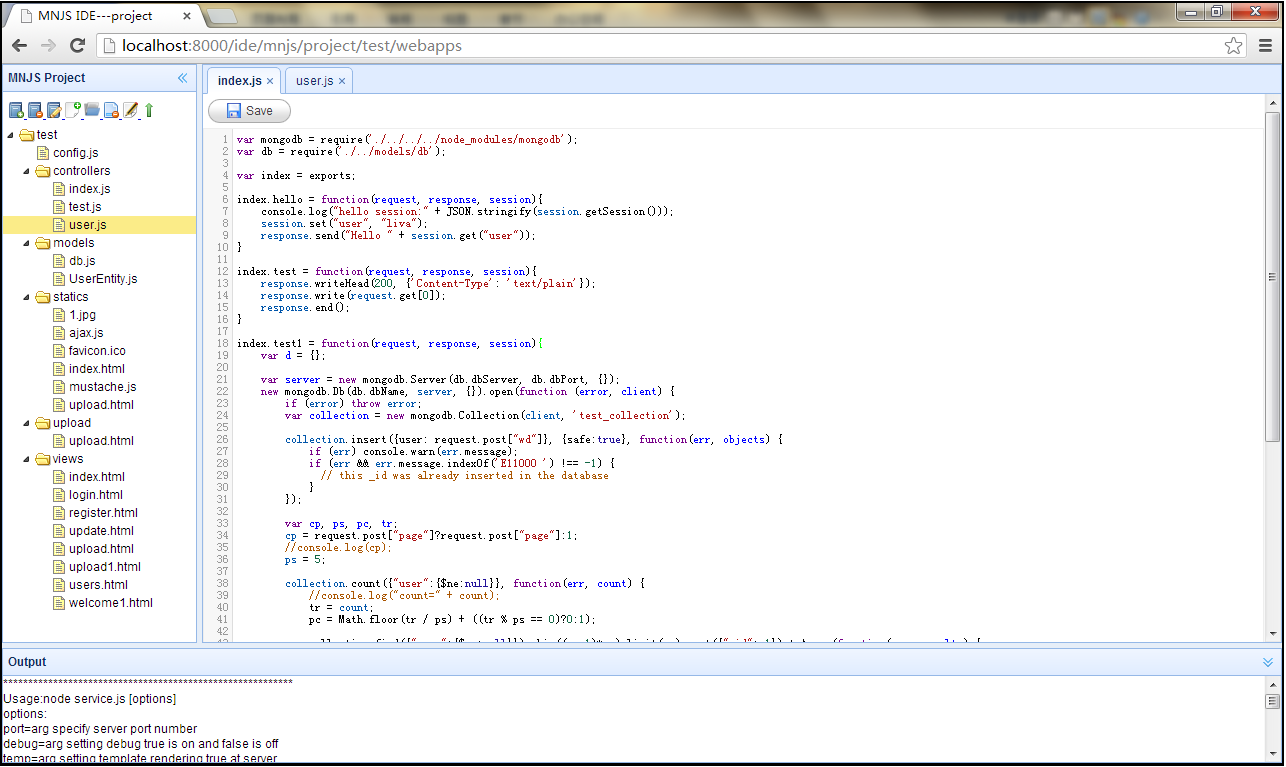 MNJS IDE---project
localhost:8000/ide/mnjs/project/test/webapps
MNJS Project
test
config.js
controllers
index.js
test.js
user.js
models
db.js
UserEntity.js
statics
1.jpg
ajax.js
favicon.ico
index.html
mustache.js
upload.html
upload
upload.html
views
index.html
login.html
register.html
update.html
upload.html
upload1.html
users.html
welcome1.html
index.js × user.js ×
Save
1 var mongodb = require('./../../../node_modules/mongodb');
2 var db = require('./../models/db');
3
4 var index = exports;
5
6 index.hello = function(request, response, session){
7 console.log("hello session:" + JSON.stringify(session.getSession()));
8 session.set("user", "liva");
9 response.send("Hello " + session.get("user"));
10 }
11
12 index.test = function(request, response, session){
13 response.writeHead(200, {'Content-Type': 'text/plain'});
14 response.write(request.get[0]);
15 response.end();
16 }
17
18 index.test1 = function(request, response, session){
19 var d = {};
20
21 var server = new mongodb.Server(db.dbServer, db.dbPort, {});
22 new mongodb.Db(db.dbName, server, {}).open(function (error, client) {
23 if (error) throw error;
24 var collection = new mongodb.Collection(client, 'test_collection');
25
26 collection.insert({user: request.post["wd"]}, {safe:true}, function(err, objects) {
27 if (err) console.warn(err.message);
28 if (err && err.message.indexOf('E11000 ') !== -1) {
29 // this _id was already inserted in the database
30 }
31 });
32
33 var cp, ps, pc, tr;
34 cp = request.post["page"]?request.post["page"]:1;
35 //console.log(cp);
36 ps = 5;
37
38 collection.count({"user":{$ne:null}}, function(err, count) {
39 //console.log("count=" + count);
40 tr = count;
41 pc = Math.floor(tr / ps) + ((tr % ps == 0)?0:1);
42
Output
*********************************************************
Usage:node service.js [options]
options:
port=arg specify server port number
debug=arg setting debug true is on and false is off
temp=arg setting template rendering true at server